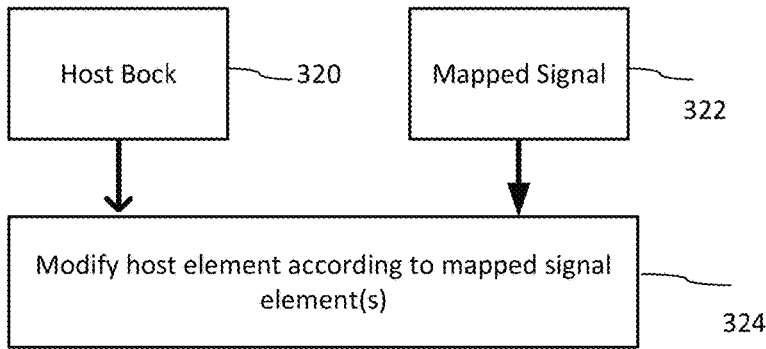 Host Bock
320
Mapped Signal
322
Modify host element according to mapped signal
element(s)
324